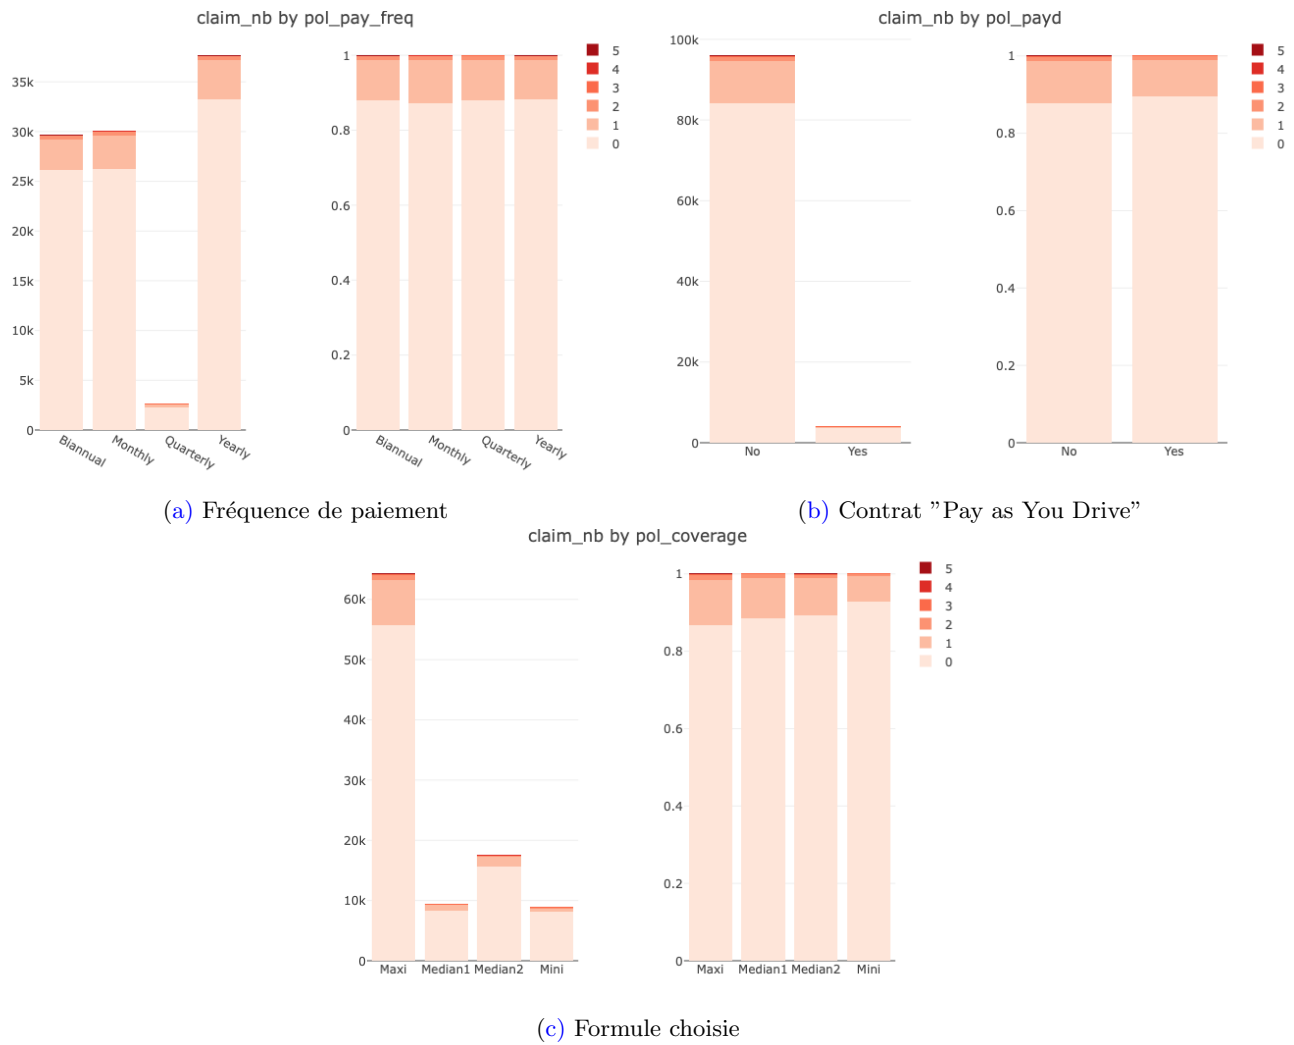 claim_nb by pol_pay_freq
35k
30k
25k
20k
15k
10k
5k
0
Biannual
Monthly
Quarterly
Yearly
1
0.8
0.6
0.4
0.2
0
Biannual
Monthly
Quarterly
Yearly
5
4
3
2
1
0
(a) Fréquence de paiement
claim_nb by pol_payd
100k
80k
60k
40k
20k
0
No
Yes
1
0.8
0.6
0.4
0.2
0
No
Yes
5
4
3
2
1
0
(b) Contrat ”Pay as You Drive”
claim_nb by pol_coverage
60k
50k
40k
30k
20k
10k
0
Maxi
Median1
Median2
Mini
1
0.8
0.6
0.4
0.2
0
Maxi
Median1
Median2
Mini
5
4
3
2
1
0
(c) Formule choisie